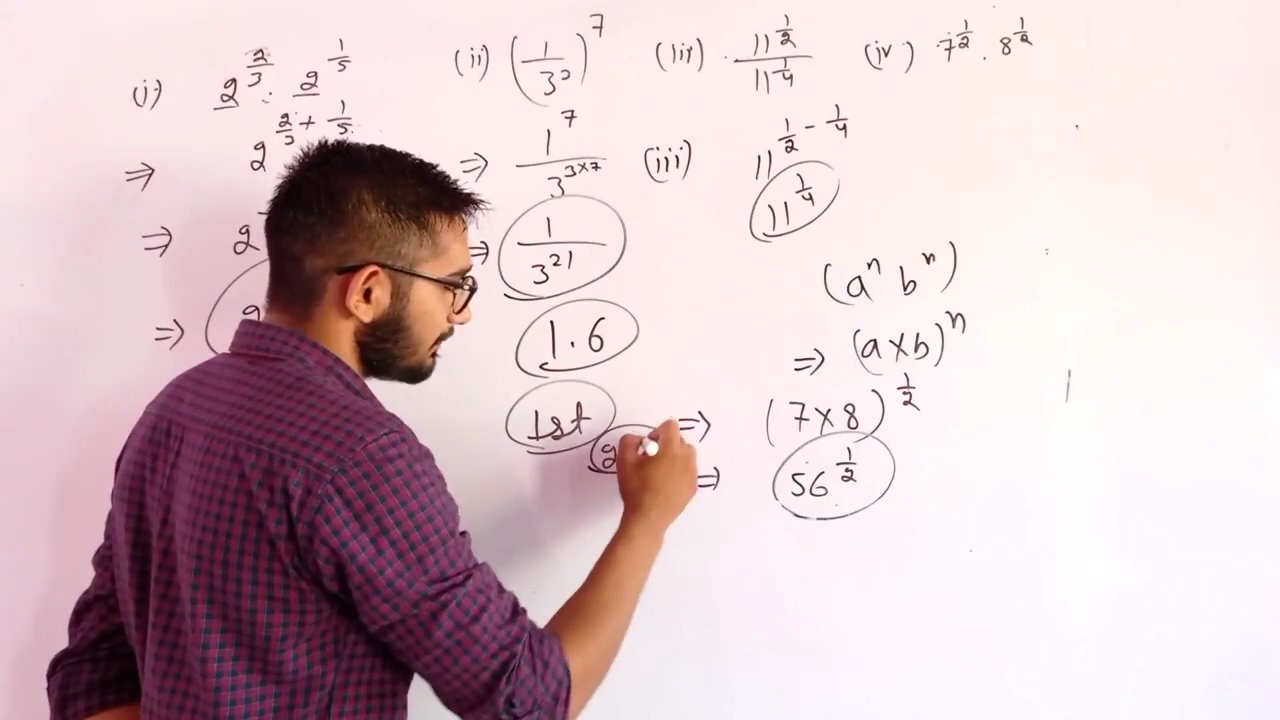 (i) 2^{2/3} . 2^{1/5}
(ii) (1/3^3)^7
(iii) 11^{1/2} / 11^{1/4}
(iv) 7^{1/2} . 8^{1/2}
⇒ 2^{2/3 + 1/5}
⇒ 2
⇒
⇒ 1^7 / 3^{3×7}
⇒ 1 / 3^{21}
1.6
1st
(iii) 11^{1/2 - 1/4}
11^{1/4}
(a^n b^n)
⇒ (a×b)^n
⇒ (7×8)^{1/2}
⇒ 56^{1/2}